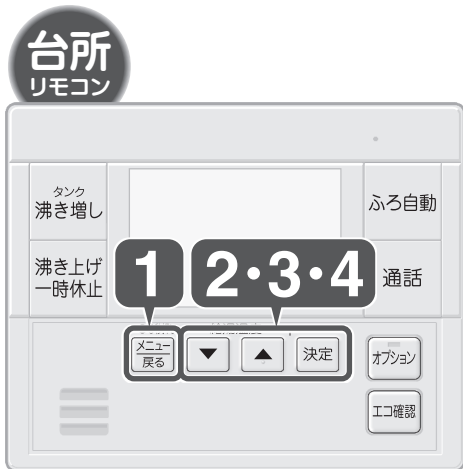 台所
リモコン
タンク
沸き増し
ふろ自動
沸き上げ
一時休止
1
2・3・4
通話
メニュー
戻る
▼
▲
決定
オプション
エコ確認